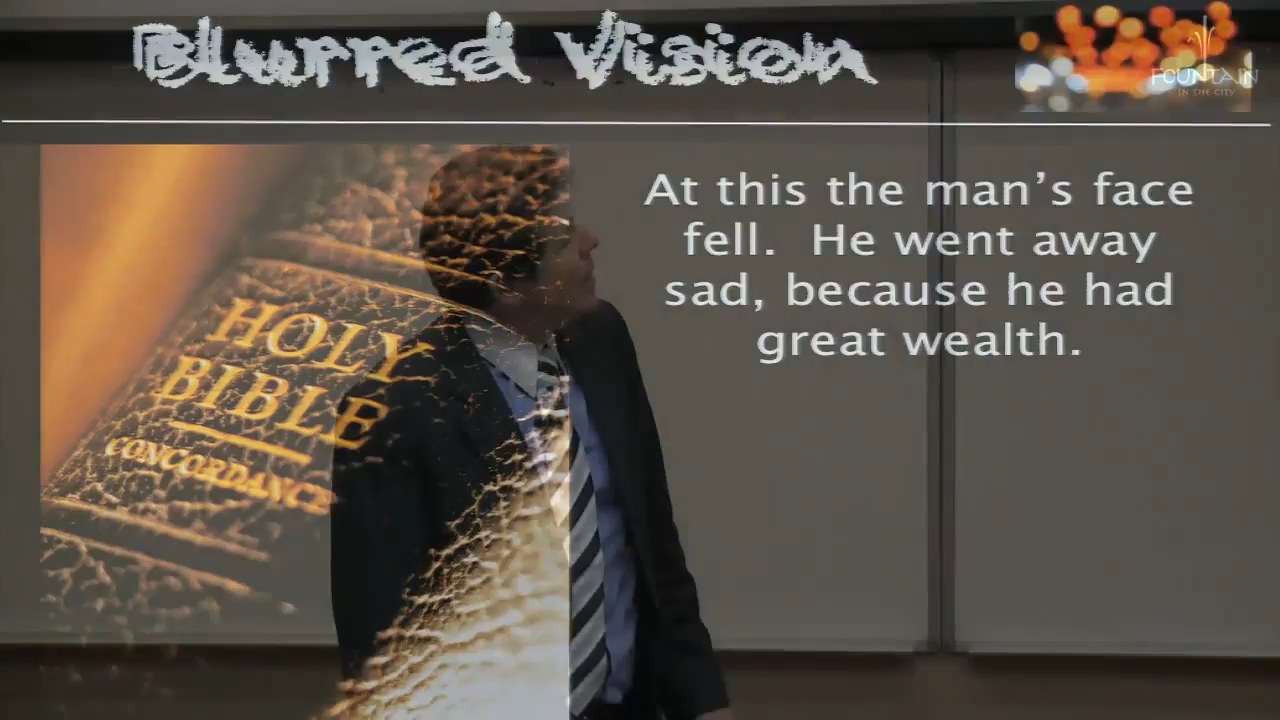 Blurred Vision
FOUNTAIN
IN THE CITY
At this the man’s face
fell.  He went away
sad, because he had
great wealth.
HOLY
BIBLE
CONCORDANCE